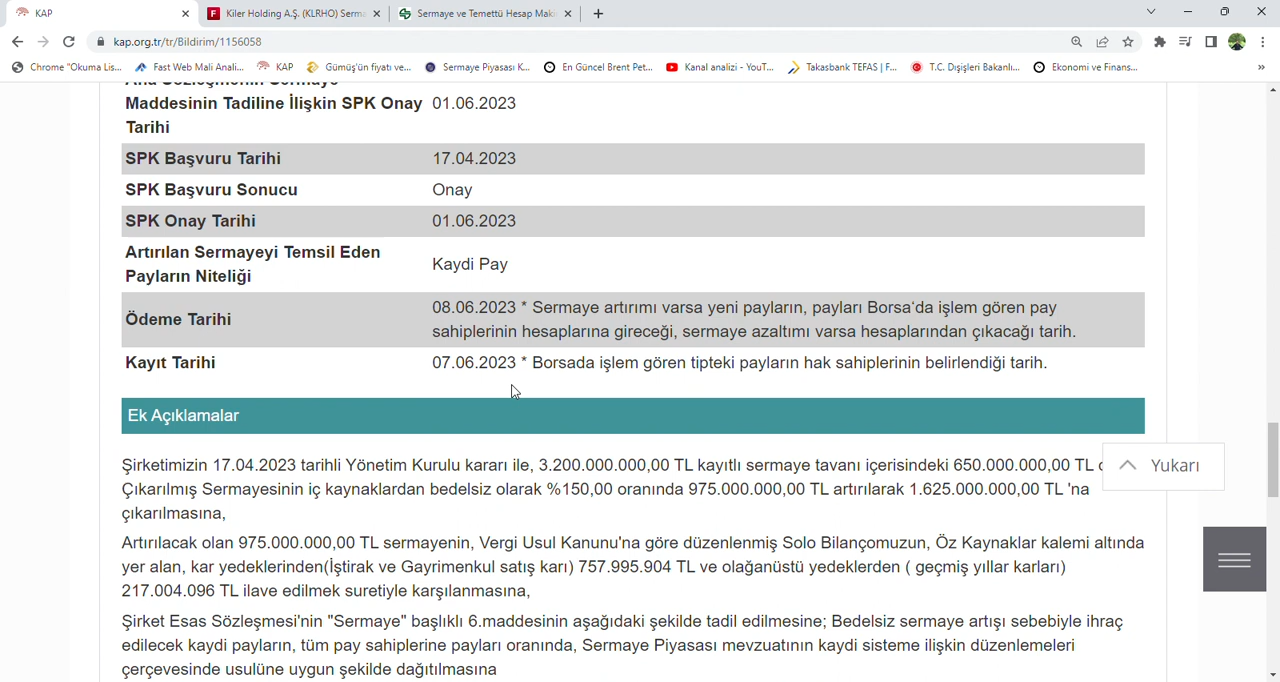 KAP
Kiler Holding A.Ş. (KLRHO) Serma
Sermaye ve Temettü Hesap Maki
kap.org.tr/tr/Bildirim/1156058
Chrome "Okuma Lis...
Fast Web Mali Anali...
KAP
Gümüş'ün fiyatı ve...
Sermaye Piyasası K...
En Güncel Brent Pet...
Kanal analizi - YouT...
Takasbank TEFAS | F...
T.C. Dışişleri Bakanlı...
Ekonomi ve Finans...
Maddesinin Tadiline İlişkin SPK Onay 01.06.2023
Tarihi
SPK Başvuru Tarihi 17.04.2023
SPK Başvuru Sonucu Onay
SPK Onay Tarihi 01.06.2023
Artırılan Sermayeyi Temsil Eden
Payların Niteliği
Kaydi Pay
Ödeme Tarihi
08.06.2023 * Sermaye artırımı varsa yeni payların, payları Borsa‘da işlem gören pay
sahiplerinin hesaplarına gireceği, sermaye azaltımı varsa hesaplarından çıkacağı tarih.
Kayıt Tarihi 07.06.2023 * Borsada işlem gören tipteki payların hak sahiplerinin belirlendiği tarih.
Ek Açıklamalar
Şirketimizin 17.04.2023 tarihli Yönetim Kurulu kararı ile, 3.200.000.000,00 TL kayıtlı sermaye tavanı içerisindeki 650.000.000,00 TL
Çıkarılmış Sermayesinin iç kaynaklardan bedelsiz olarak %150,00 oranında 975.000.000,00 TL artırılarak 1.625.000.000,00 TL 'na
çıkarılmasına,
Yukarı
Artırılacak olan 975.000.000,00 TL sermayenin, Vergi Usul Kanunu'na göre düzenlenmiş Solo Bilançomuzun, Öz Kaynaklar kalemi altında
yer alan, kar yedeklerinden(İştirak ve Gayrimenkul satış karı) 757.995.904 TL ve olağanüstü yedeklerden ( geçmiş yıllar karları)
217.004.096 TL ilave edilmek suretiyle karşılanmasına,
Şirket Esas Sözleşmesi'nin "Sermaye" başlıklı 6.maddesinin aşağıdaki şekilde tadil edilmesine; Bedelsiz sermaye artışı sebebiyle ihraç
edilecek kaydi payların, tüm pay sahiplerine payları oranında, Sermaye Piyasası mevzuatının kaydi sisteme ilişkin düzenlemeleri
çerçevesinde usulüne uygun şekilde dağıtılmasına